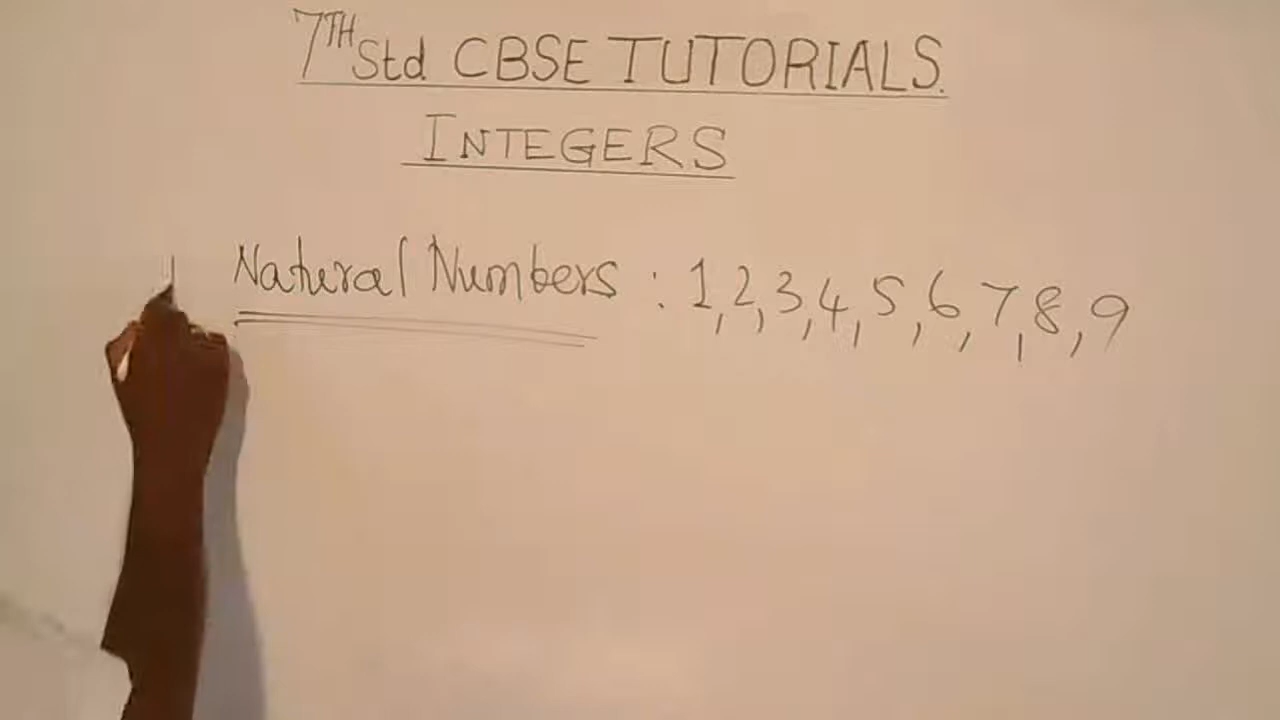 7TH Std CBSE TUTORIALS.
INTEGERS
Natural Numbers : 1,2,3,4,5,6,7,8,9